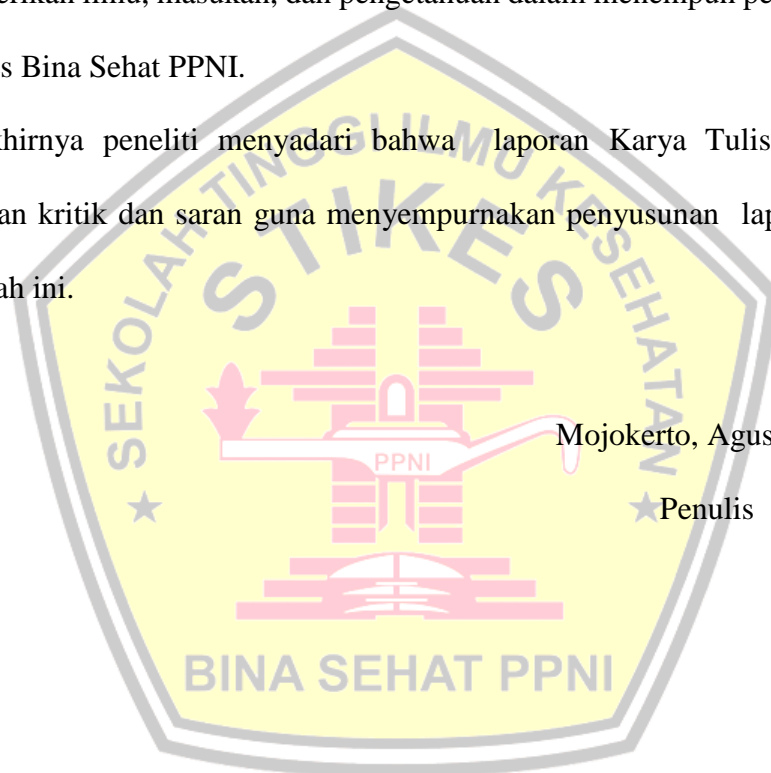 erikan ilmu, masukan, dan pengetahuan dalam menempuh pe
s Bina Sehat PPNI.
khirnya peneliti menyadari bahwa laporan Karya Tulis
an kritik dan saran guna menyempurnakan penyusunan lap
ah ini.
Mojokerto, Agus
Penulis
SEKOLAH TINGGI ILMU KESEHATAN
STIKES
PPNI
BINA SEHAT PPNI